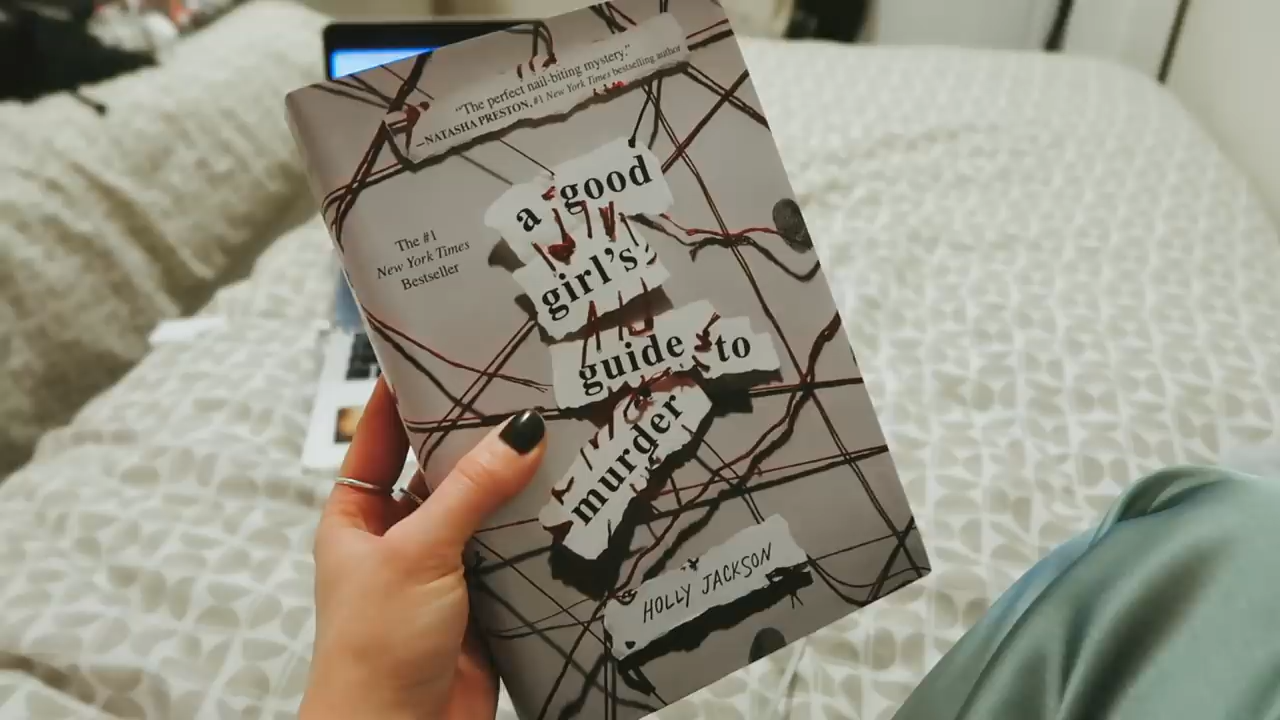 "The perfect nail-biting mystery."
—NATASHA PRESTON, #1 New York Times bestselling author
a good
girl's
guide to
murder
The #1
New York Times
Bestseller
HOLLY JACKSON